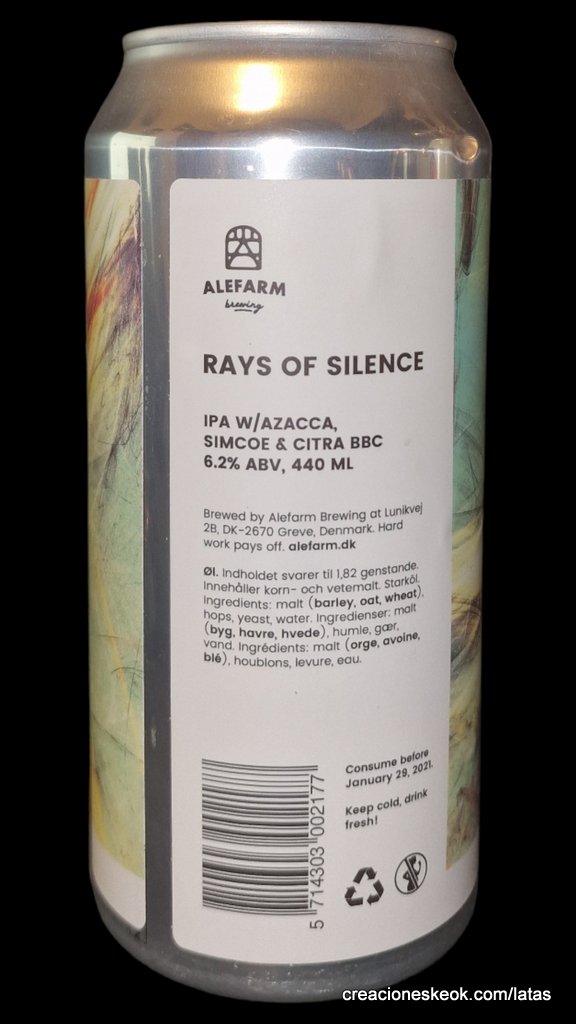 ALEFARM
brewing
RAYS OF SILENCE
IPA W/AZACCA,
SIMCOE & CITRA BBC
6.2% ABV, 440 ML
Brewed by Alefarm Brewing at Lunikvej
2B, DK-2670 Greve, Denmark. Hard
work pays off. alefarm.dk
Øl. Indholdet svarer til 1,82 genstande.
Innehåller korn- och vetemalt. Starköl.
Ingredients: malt (barley, oat, wheat),
hops, yeast, water. Ingredienser: malt
(byg, havre, hvede), humle, gær,
vand. Ingrédients: malt (orge, avoine,
blé), houblons, levure, eau.
Consume before
January 29, 2021.
Keep cold, drink
fresh!
5 714303 002177
creacioneskeok.com/latas